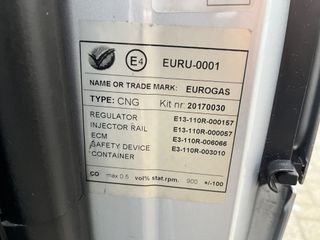 E4 EURU-0001
NAME OR TRADE MARK: EUROGAS
TYPE: CNG Kit nr: 20170030
REGULATOR E13-110R-000157
INJECTOR RAIL E13-110R-000057
ECM E3-110R-006066
SAFETY DEVICE E3-110R-003010
CONTAINER
CO max 0.5 vol% stat.rpm. 900 +/-100